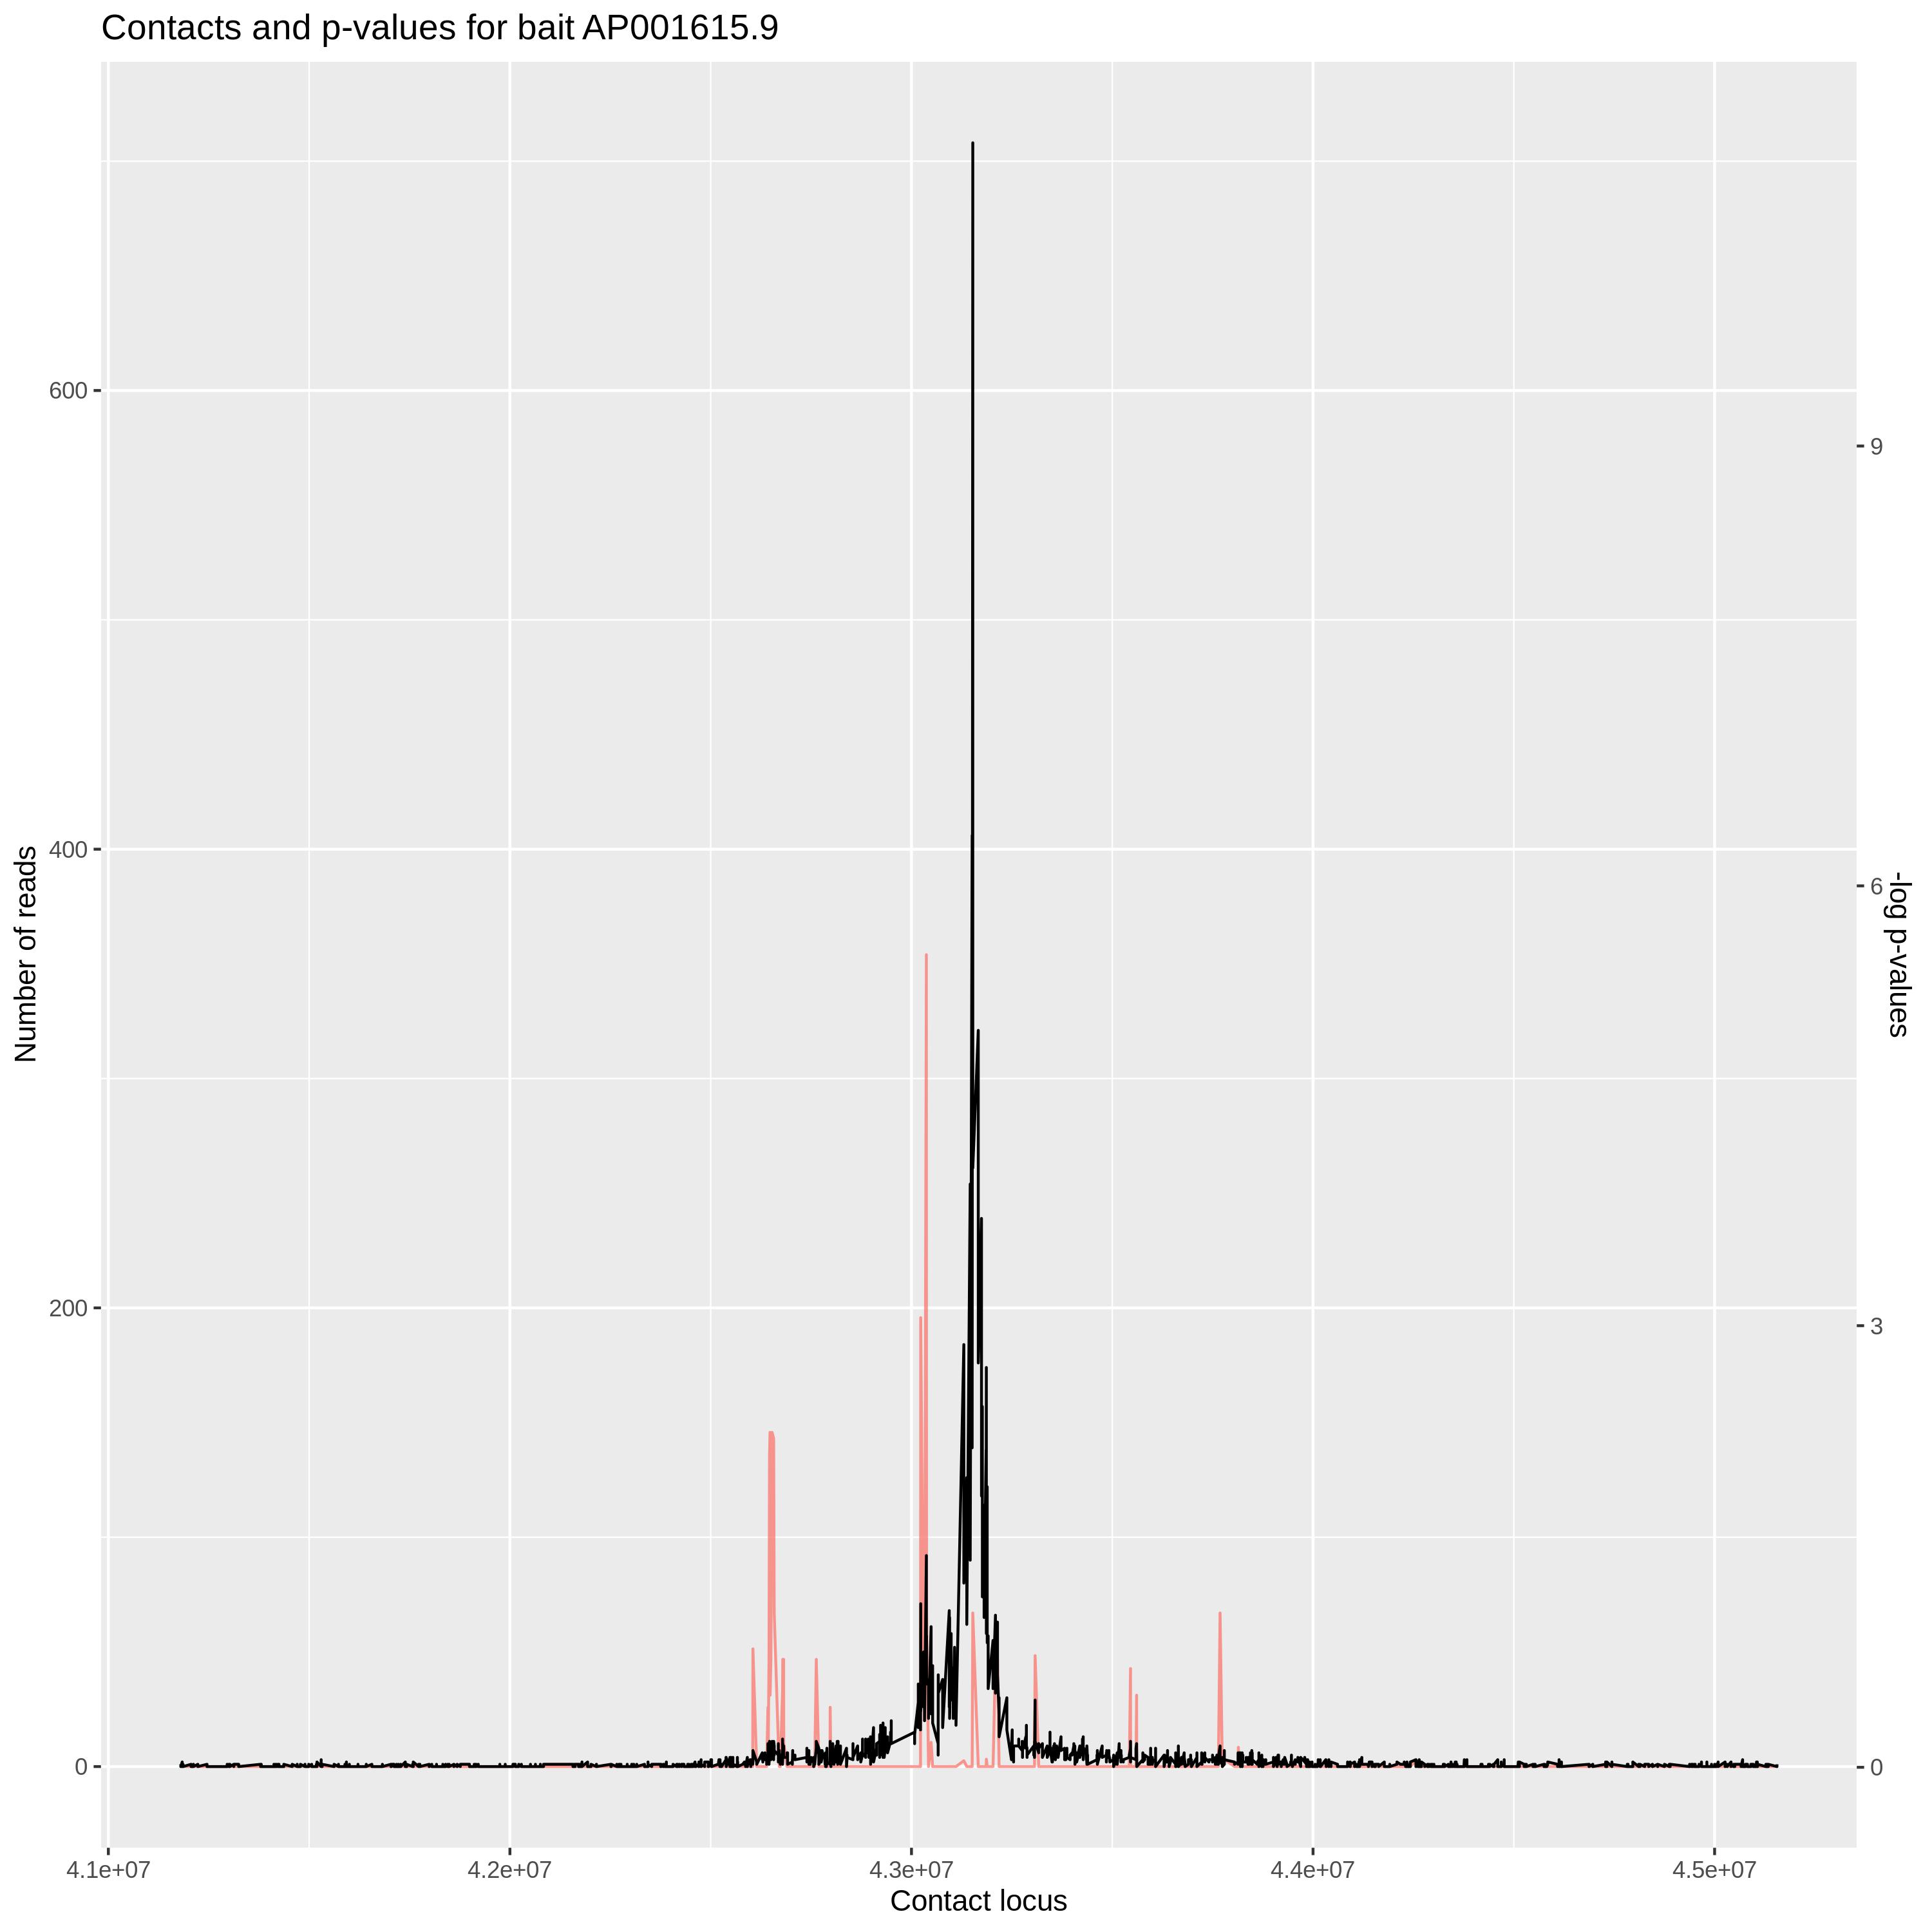 Contacts and p-values for bait AP001615.9
600
400
200
0
Number of reads
9
6
3
0
-log p-values
4.1e+07
4.2e+07
4.3e+07
4.4e+07
4.5e+07
Contact locus